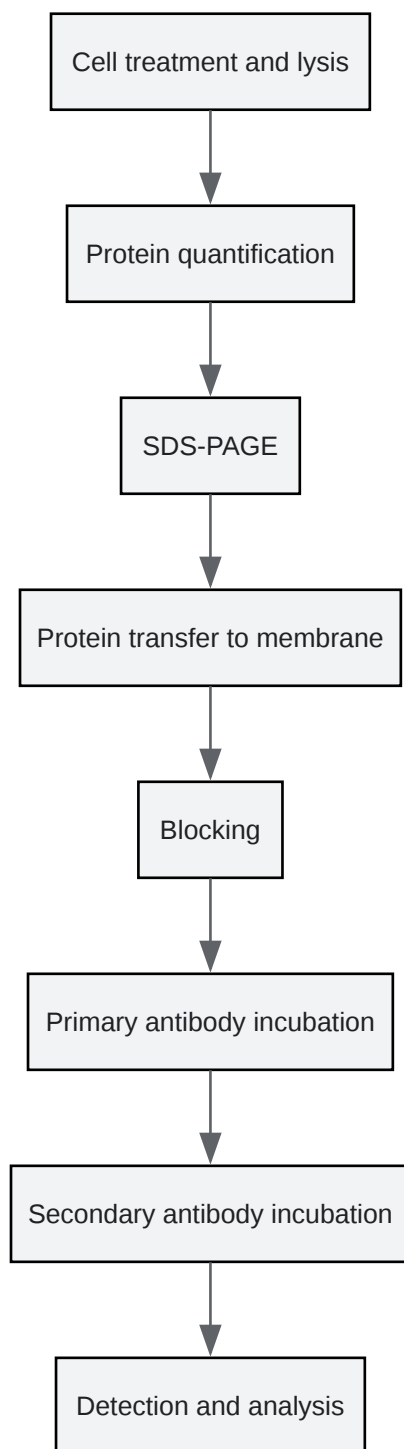 Cell treatment and lysis
Protein quantification
SDS-PAGE
Protein transfer to membrane
Blocking
Primary antibody incubation
Secondary antibody incubation
Detection and analysis